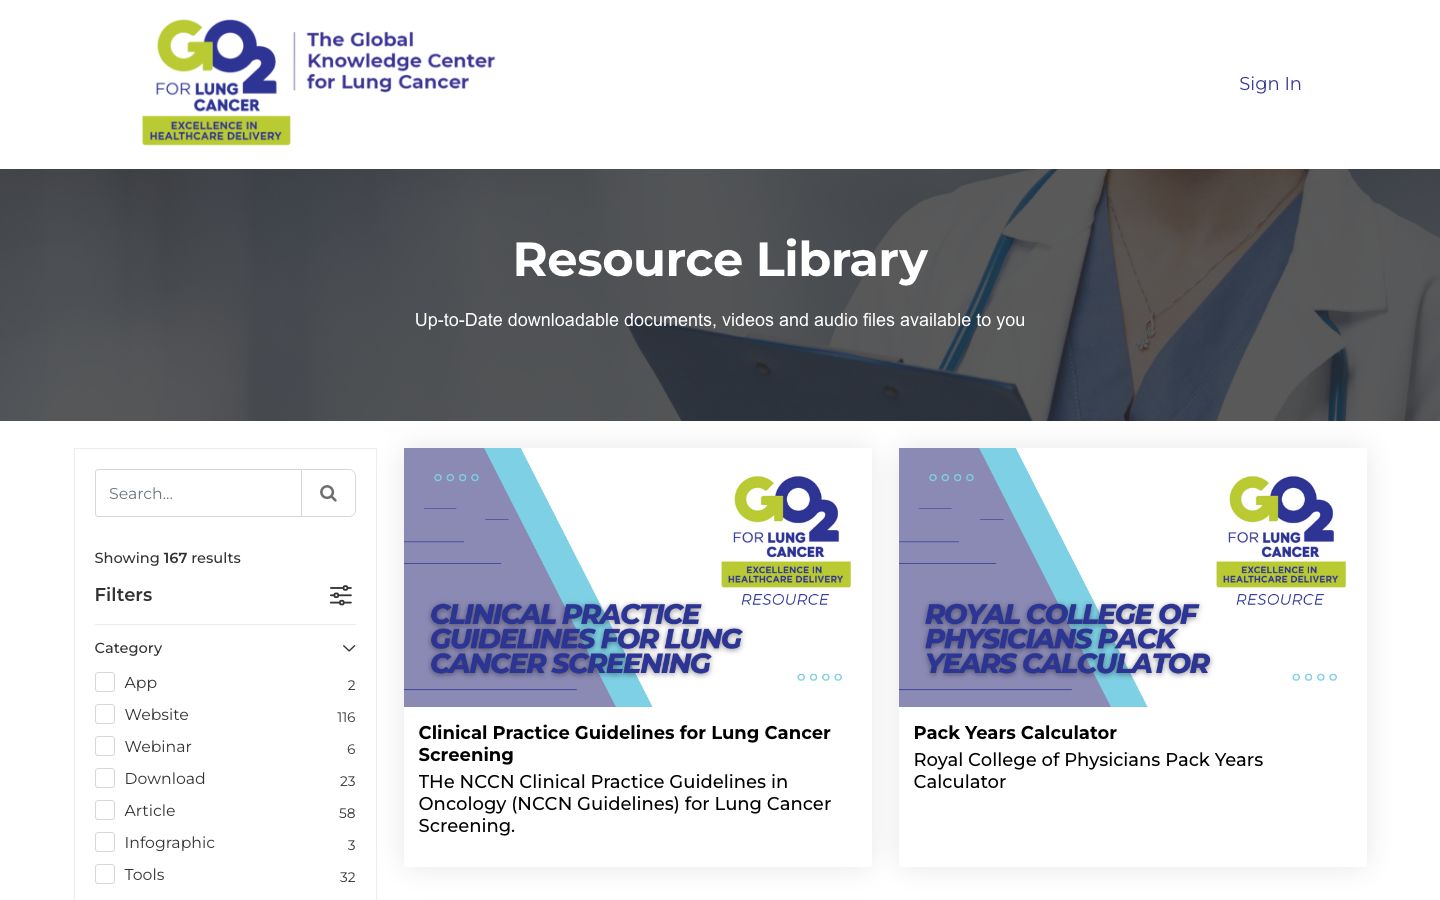 GO2
FOR LUNG
CANCER
EXCELLENCE IN
HEALTHCARE DELIVERY
The Global
Knowledge Center
for Lung Cancer
Sign In
Resource Library
Up-to-Date downloadable documents, videos and audio files available to you
Search...
Showing 167 results
Filters
Category
App 2
Website 116
Webinar 6
Download 23
Article 58
Infographic 3
Tools 32
GO2
FOR LUNG
CANCER
EXCELLENCE IN
HEALTHCARE DELIVERY
RESOURCE
CLINICAL PRACTICE
GUIDELINES FOR LUNG
CANCER SCREENING
Clinical Practice Guidelines for Lung Cancer
Screening
THe NCCN Clinical Practice Guidelines in
Oncology (NCCN Guidelines) for Lung Cancer
Screening.
GO2
FOR LUNG
CANCER
EXCELLENCE IN
HEALTHCARE DELIVERY
RESOURCE
ROYAL COLLEGE OF
PHYSICIANS PACK
YEARS CALCULATOR
Pack Years Calculator
Royal College of Physicians Pack Years
Calculator